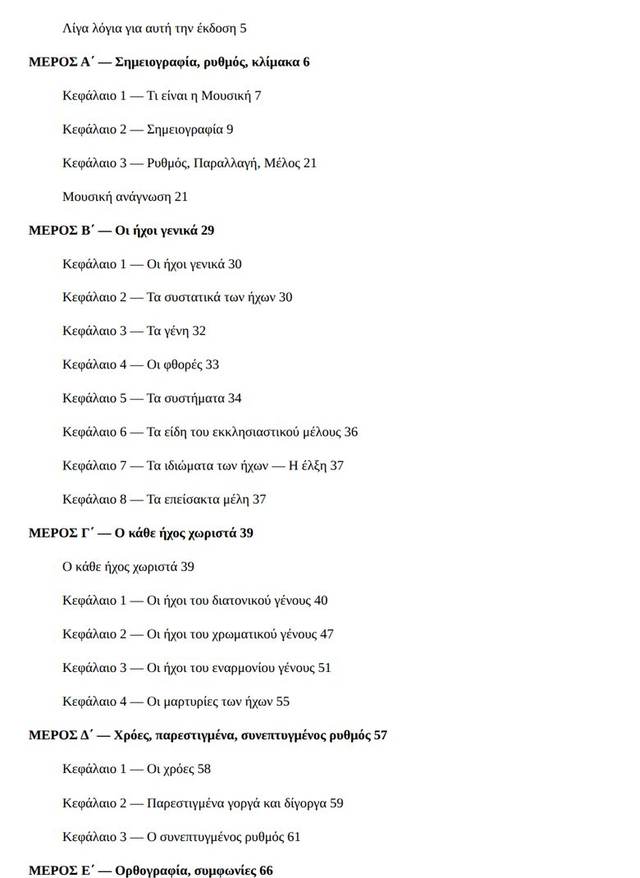 Λίγα λόγια για αυτή την έκδοση 5
ΜΕΡΟΣ Α΄ — Σημειογραφία, ρυθμός, κλίμακα 6
Κεφάλαιο 1 — Τι είναι η Μουσική 7
Κεφάλαιο 2 — Σημειογραφία 9
Κεφάλαιο 3 — Ρυθμός, Παραλλαγή, Μέλος 21
Μουσική ανάγνωση 21
ΜΕΡΟΣ Β΄ — Οι ήχοι γενικά 29
Κεφάλαιο 1 — Οι ήχοι γενικά 30
Κεφάλαιο 2 — Τα συστατικά των ήχων 30
Κεφάλαιο 3 — Τα γένη 32
Κεφάλαιο 4 — Οι φθορές 33
Κεφάλαιο 5 — Τα συστήματα 34
Κεφάλαιο 6 — Τα είδη του εκκλησιαστικού μέλους 36
Κεφάλαιο 7 — Τα ιδιώματα των ήχων — Η έλξη 37
Κεφάλαιο 8 — Τα επείσακτα μέλη 37
ΜΕΡΟΣ Γ΄ — Ο κάθε ήχος χωριστά 39
Ο κάθε ήχος χωριστά 39
Κεφάλαιο 1 — Οι ήχοι του διατονικού γένους 40
Κεφάλαιο 2 — Οι ήχοι του χρωματικού γένους 47
Κεφάλαιο 3 — Οι ήχοι του εναρμονίου γένους 51
Κεφάλαιο 4 — Οι μαρτυρίες των ήχων 55
ΜΕΡΟΣ Δ΄ — Χρόες, παρεστιγμένα, συνεπτυγμένος ρυθμός 57
Κεφάλαιο 1 — Οι χρόες 58
Κεφάλαιο 2 — Παρεστιγμένα γοργά και δίγοργα 59
Κεφάλαιο 3 — Ο συνεπτυγμένος ρυθμός 61
ΜΕΡΟΣ Ε΄ — Ορθογραφία, συμφωνίες 66